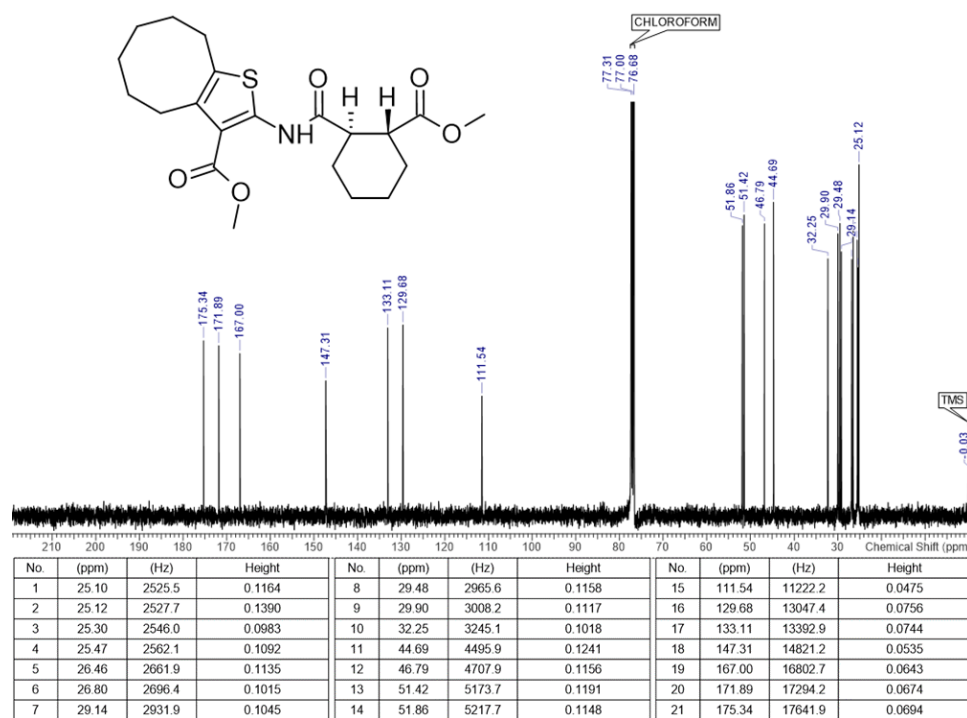 CHLOROFORM
77.31
77.00
76.68
S
O
H
H
O
O
NH
O
CH3
O
O
CH3
175.34
171.89
167.00
147.31
133.11
129.68
111.54
51.86
51.42
46.79
44.69
32.25
29.90
29.48
29.14
25.12
TMS
-0.03
210 200 190 180 170 160 150 140 130 120 110 100 90 80 70 60 50 40 30 20 10 Chemical Shift (ppm
No. (ppm) (Hz) Height No. (ppm) (Hz) Height No. (ppm) (Hz) Height
1 25.10 2525.5 0.1164 8 29.48 2965.6 0.1158 15 111.54 11222.2 0.0475
2 25.12 2527.7 0.1390 9 29.90 3008.2 0.1117 16 129.68 13047.4 0.0756
3 25.30 2546.0 0.0983 10 32.25 3245.1 0.1018 17 133.11 13392.9 0.0744
4 25.47 2562.1 0.1092 11 44.69 4495.9 0.1241 18 147.31 14821.2 0.0535
5 26.46 2661.9 0.1135 12 46.79 4707.9 0.1156 19 167.00 16802.7 0.0643
6 26.80 2696.4 0.1015 13 51.42 5173.7 0.1191 20 171.89 17294.2 0.0674
7 29.14 2931.9 0.1045 14 51.86 5217.7 0.1148 21 175.34 17641.9 0.0694